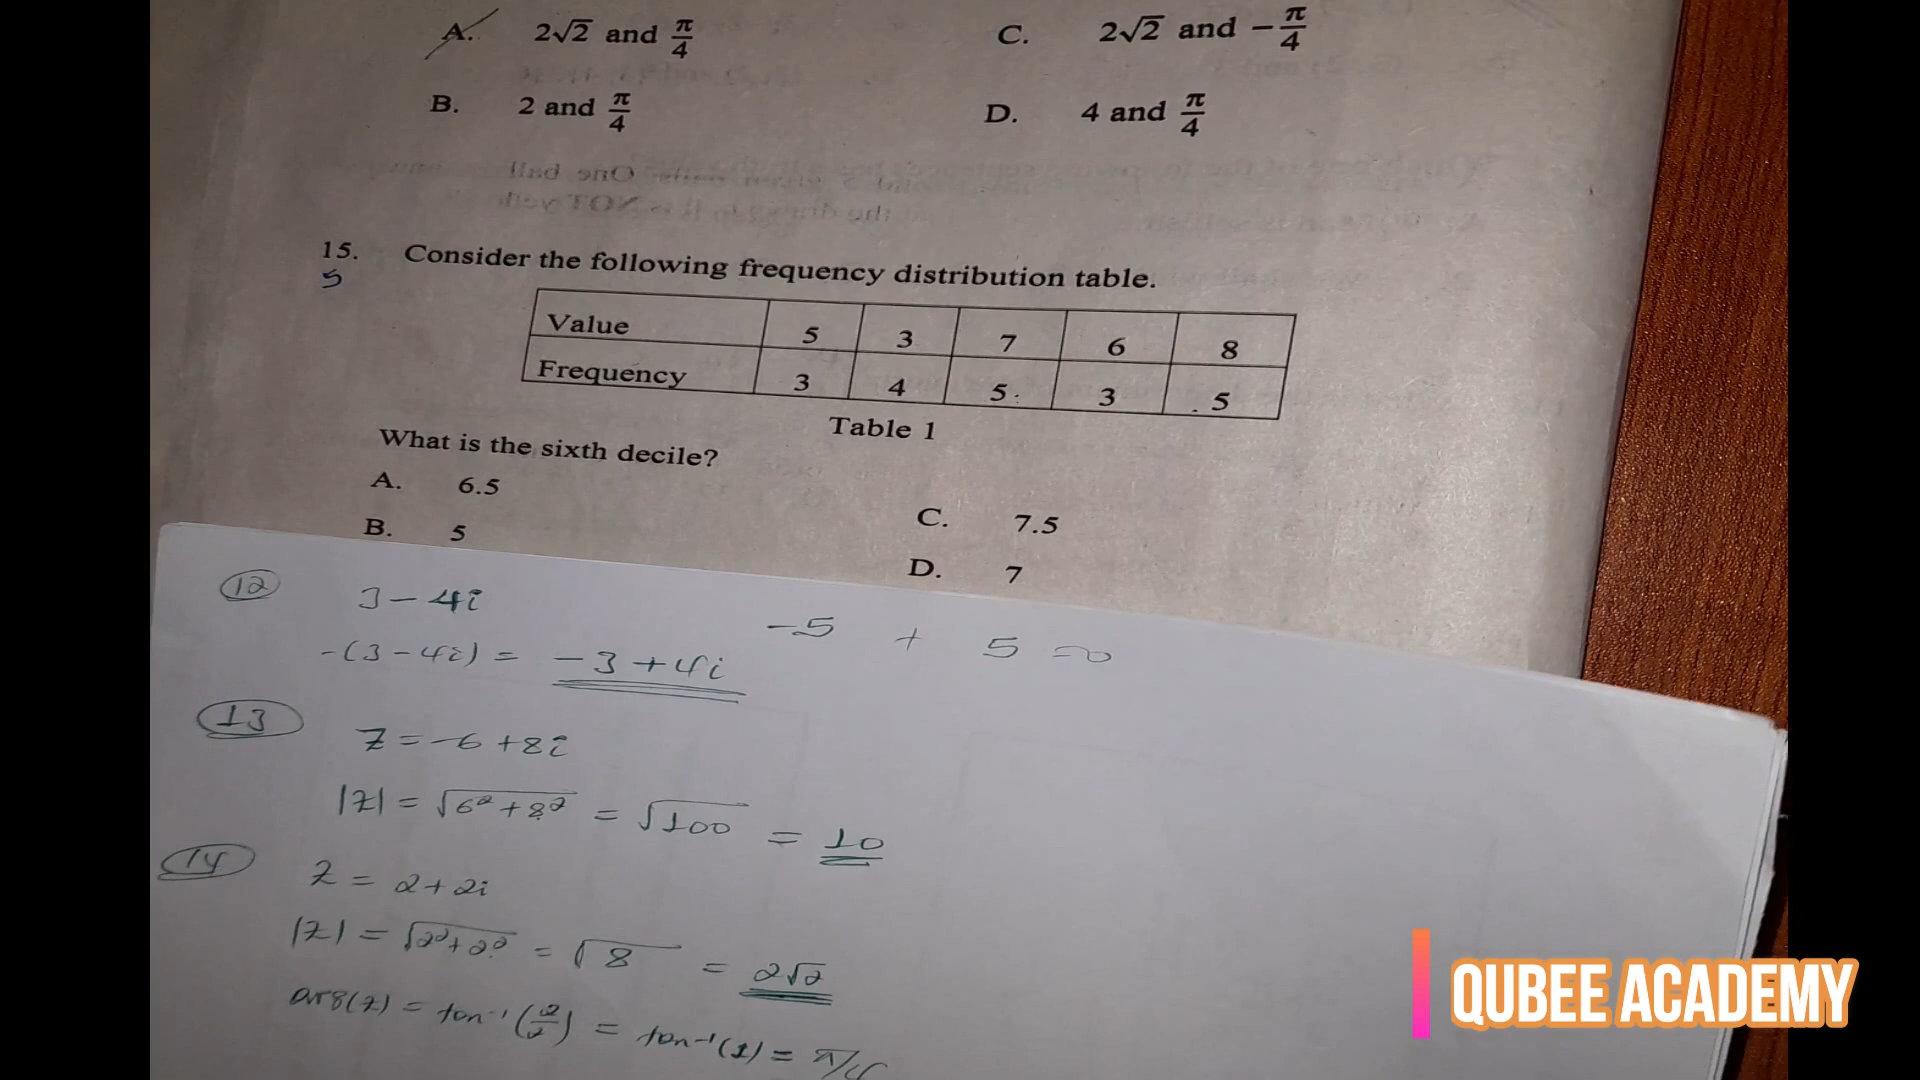 A. 2√2 and π/4 C. 2√2 and −π/4
B. 2 and π/4 D. 4 and π/4
15. Consider the following frequency distribution table.
5
Value 5 3 7 6 8
Frequency 3 4 5 3 5
Table 1
What is the sixth decile?
A. 6.5
C. 7.5
B. 5
D. 7
12 3 − 4i
−5 + 5 = 0
-(3 − 4i) = −3 + 4i
13 Z = −6 + 8i
|Z| = √6² + 8² = √100 = 10
14 Z = 2 + 2i
|Z| = √2² + 2² = √8 = 2√2
arg(Z) = tan⁻¹(2/2) = tan⁻¹(1) = π/4
QUBEE ACADEMY